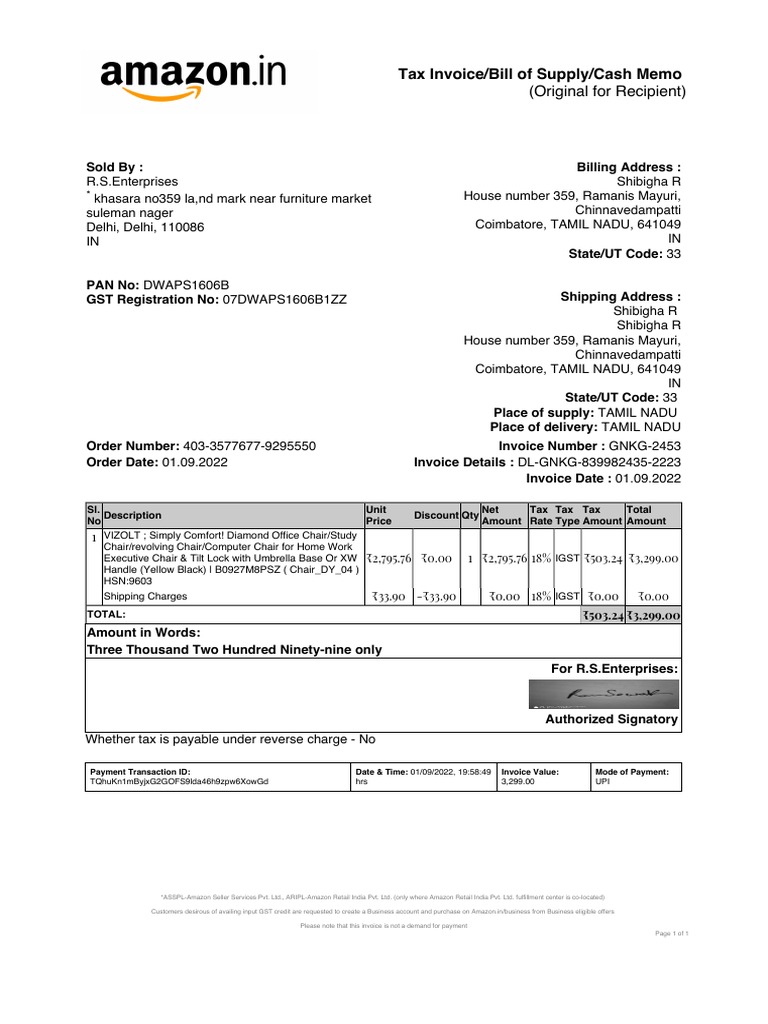 amazon.in
Tax Invoice/Bill of Supply/Cash Memo
(Original for Recipient)
Sold By :
R.S.Enterprises
* khasara no359 la,nd mark near furniture market
suleman nager
Delhi, Delhi, 110086
IN
PAN No: DWAPS1606B
GST Registration No: 07DWAPS1606B1ZZ
Billing Address :
Shibigha R
House number 359, Ramanis Mayuri,
Chinnavedampatti
Coimbatore, TAMIL NADU, 641049
IN
State/UT Code: 33
Shipping Address :
Shibigha R
Shibigha R
House number 359, Ramanis Mayuri,
Chinnavedampatti
Coimbatore, TAMIL NADU, 641049
IN
State/UT Code: 33
Place of supply: TAMIL NADU
Place of delivery: TAMIL NADU
Order Number: 403-3577677-9295550
Order Date: 01.09.2022
Invoice Number : GNKG-2453
Invoice Details : DL-GNKG-839982435-2223
Invoice Date : 01.09.2022
Sl. No Description Unit Price Discount Qty Net Amount Tax Rate Tax Type Tax Amount Total Amount
1 VIZOLT ; Simply Comfort! Diamond Office Chair/Study
Chair/revolving Chair/Computer Chair for Home Work
Executive Chair & Tilt Lock with Umbrella Base Or XW
Handle (Yellow Black) | B0927M8PSZ ( Chair_DY_04 )
HSN:9603
₹2,795.76 ₹0.00 1 ₹2,795.76 18% IGST ₹503.24 ₹3,299.00
Shipping Charges ₹33.90 -₹33.90 ₹0.00 18% IGST ₹0.00 ₹0.00
TOTAL: ₹503.24 ₹3,299.00
Amount in Words:
Three Thousand Two Hundred Ninety-nine only
For R.S.Enterprises:
Authorized Signatory
Whether tax is payable under reverse charge - No
Payment Transaction ID:
TQhuKn1mByjxG2GOFS9Ida46h9zpw6XowGd
Date & Time: 01/09/2022, 19:58:49
hrs
Invoice Value:
3,299.00
Mode of Payment:
UPI
*ASSPL-Amazon Seller Services Pvt. Ltd., ARIPL-Amazon Retail India Pvt. Ltd. (only where Amazon Retail India Pvt. Ltd. fulfillment center is co-located)
Customers desirous of availing input GST credit are requested to create a Business account and purchase on Amazon.in/business from Business eligible offers
Please note that this invoice is not a demand for payment
Page 1 of 1